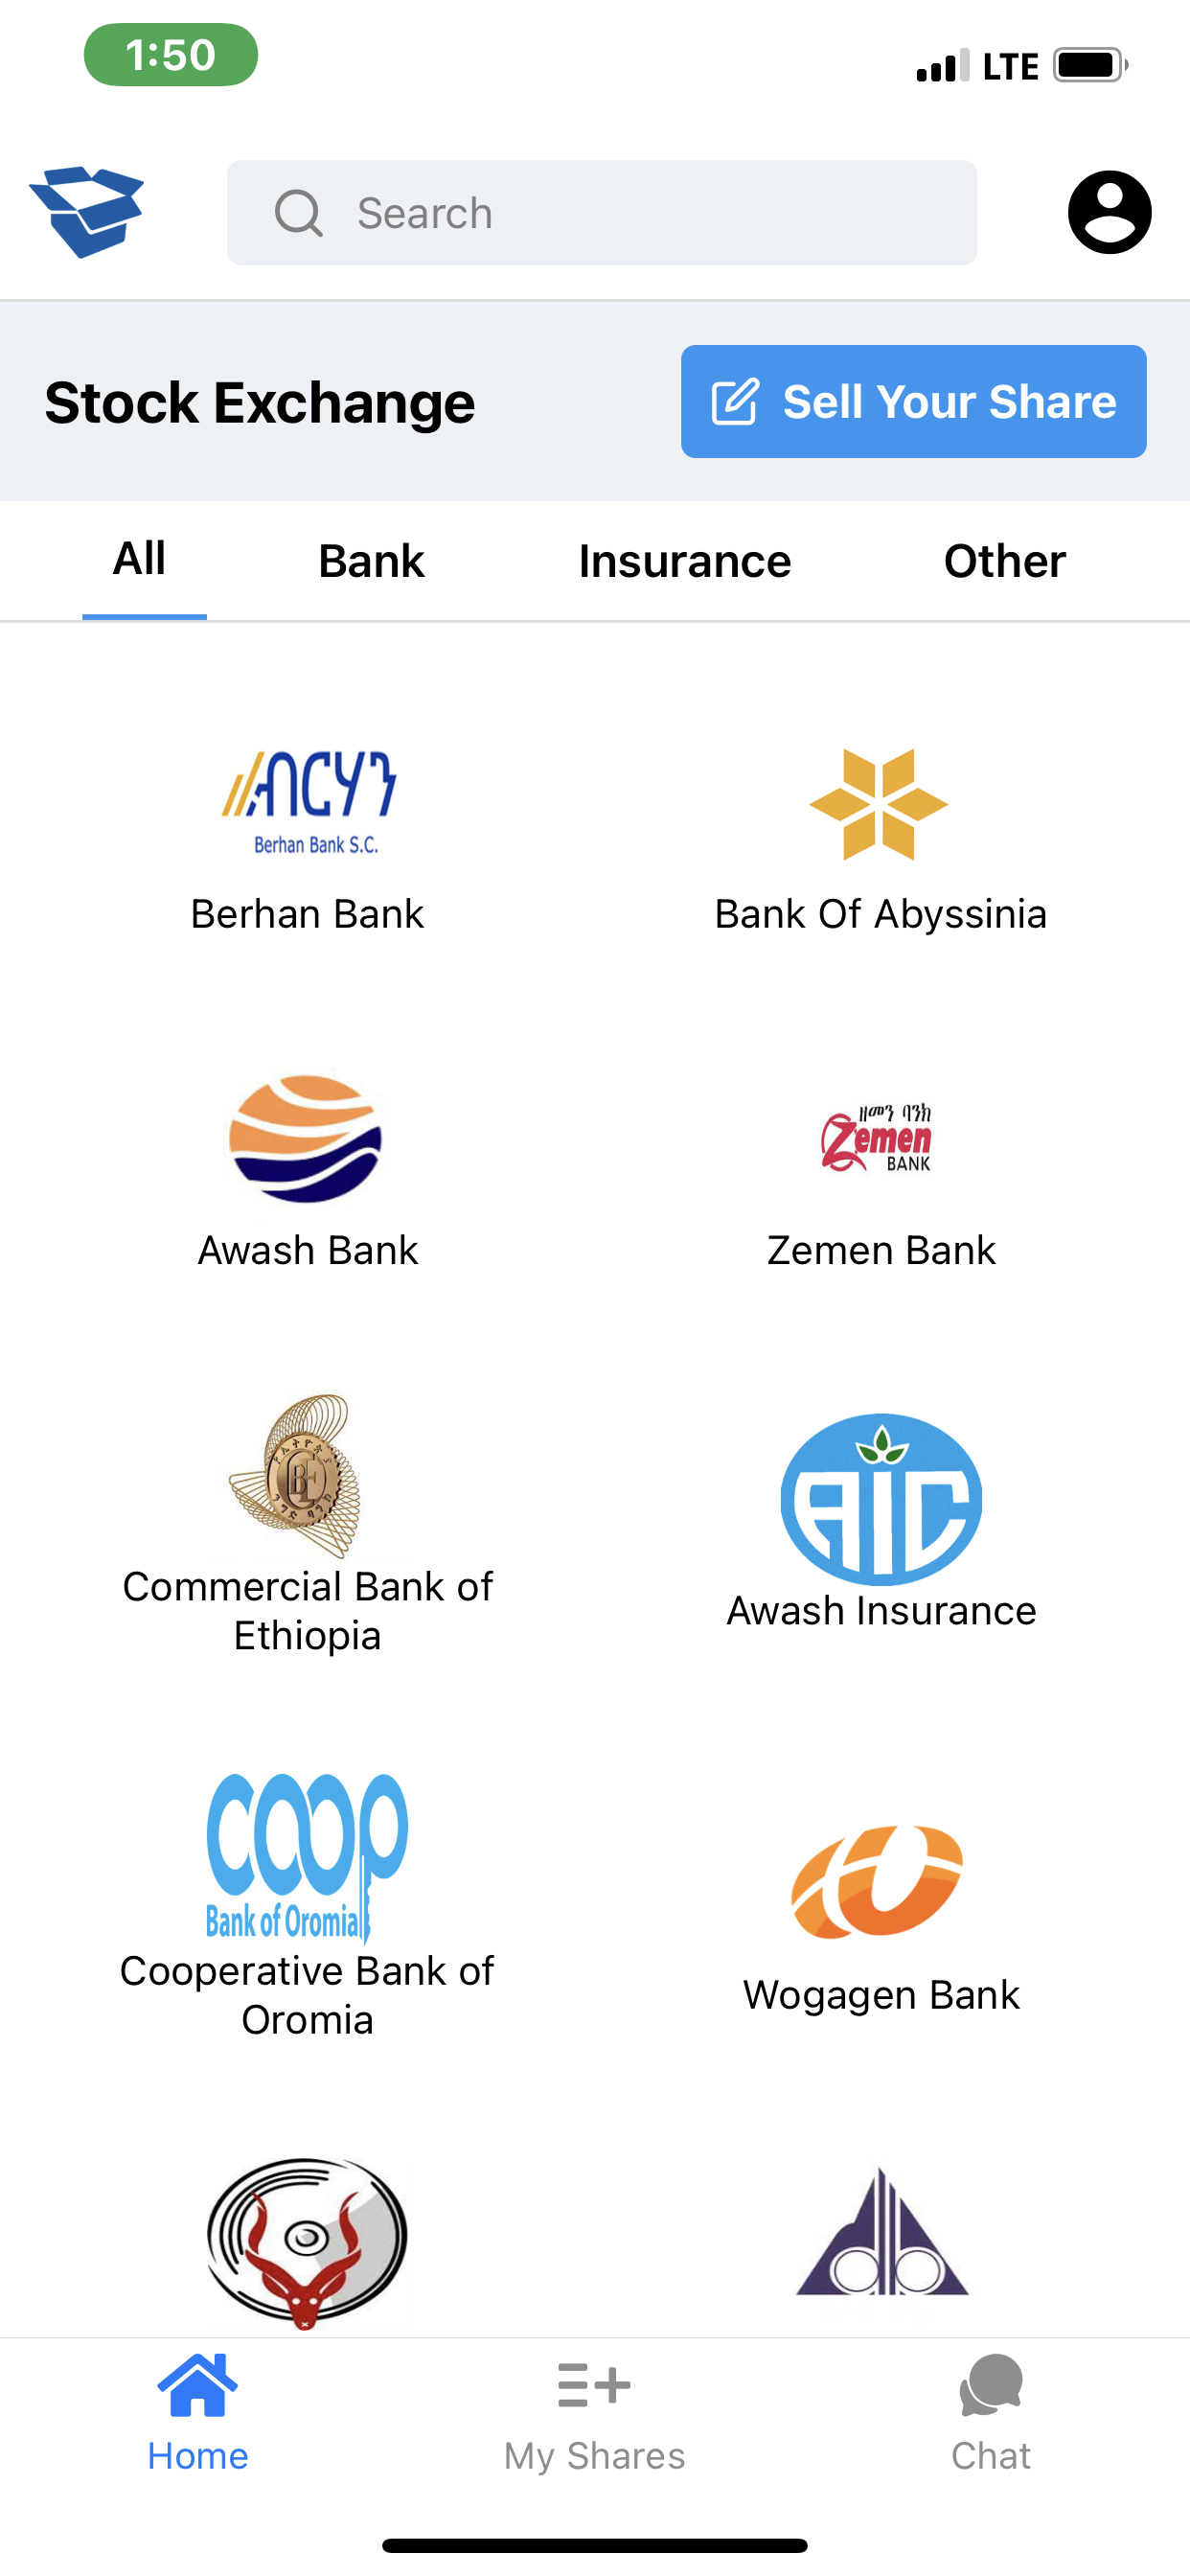 1:50
LTE
Search
Stock Exchange
Sell Your Share
All
Bank
Insurance
Other
ብርሃን
Berhan Bank S.C.
Berhan Bank
Bank Of Abyssinia
ዘመን ባንክ
Zemen
BANK
Awash Bank
Zemen Bank
CBE
AIC
Commercial Bank of
Ethiopia
Awash Insurance
coop
Bank of Oromia
Cooperative Bank of
Oromia
Wogagen Bank
db
Home
My Shares
Chat